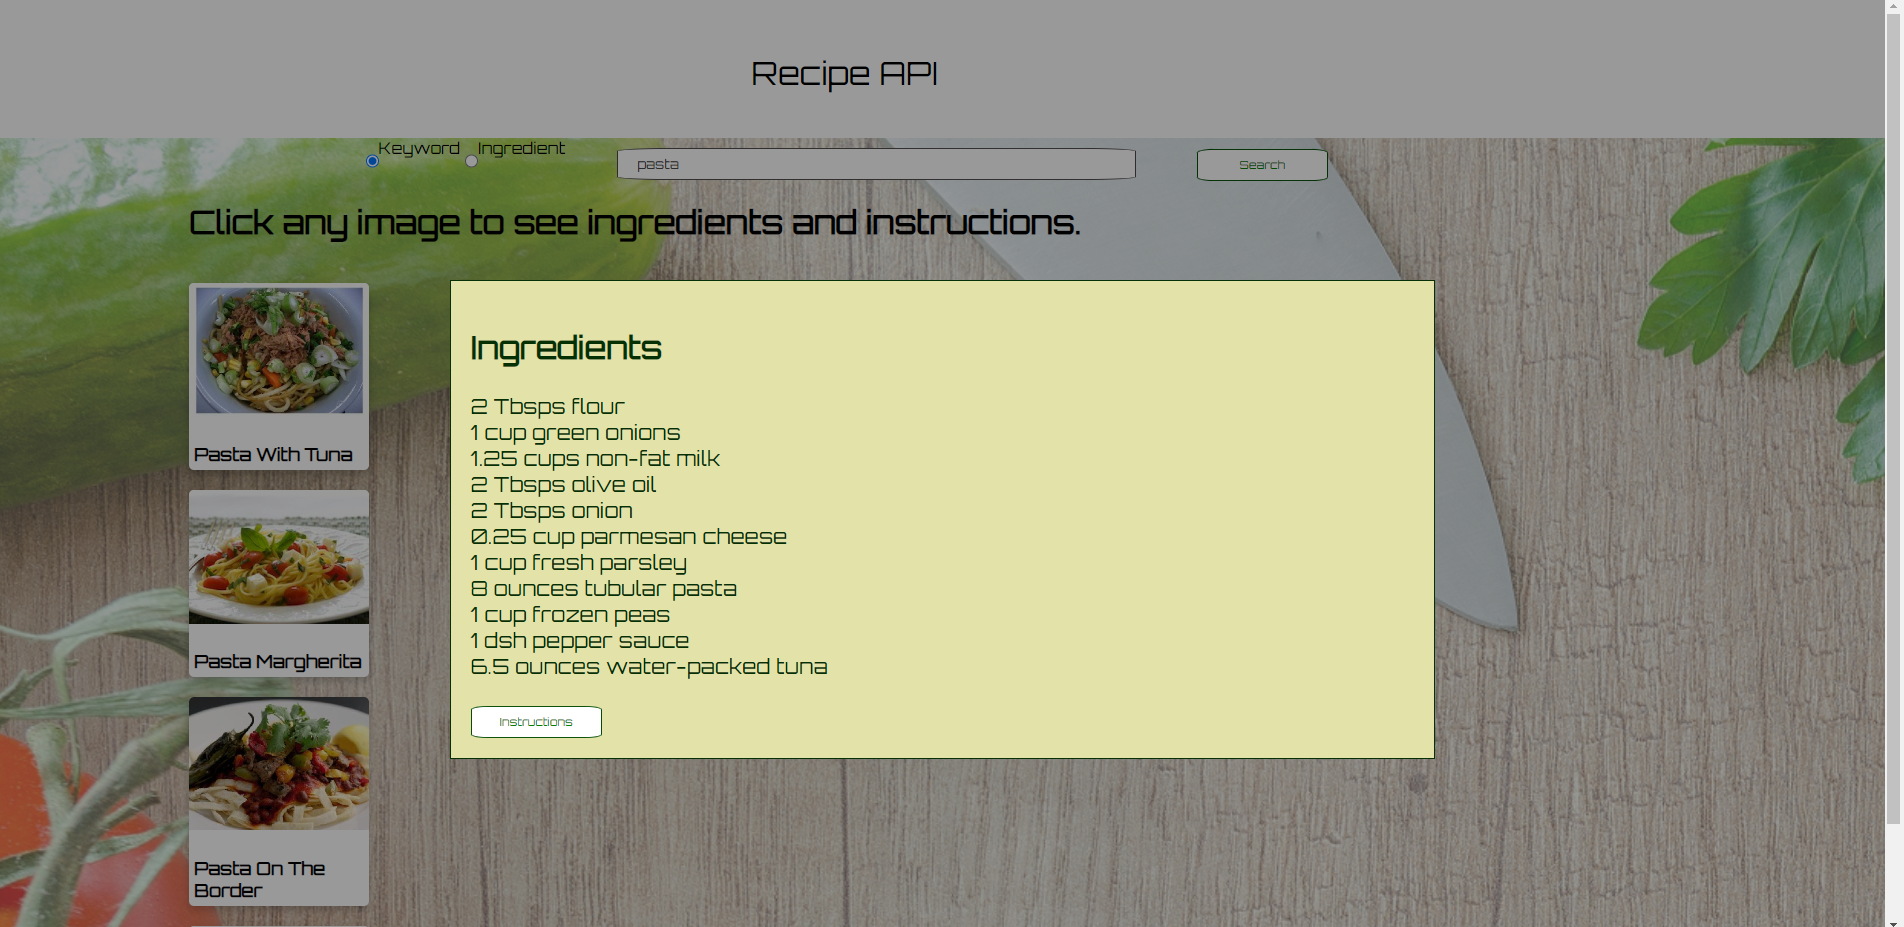 Recipe API
Keyword Ingredient pasta Search
Click any image to see ingredients and instructions.
Pasta With Tuna
Pasta Margherita
Pasta On The
Border
Ingredients
2 Tbsps flour
1 cup green onions
1.25 cups non-fat milk
2 Tbsps olive oil
2 Tbsps onion
0.25 cup parmesan cheese
1 cup fresh parsley
8 ounces tubular pasta
1 cup frozen peas
1 dsh pepper sauce
6.5 ounces water-packed tuna
Instructions